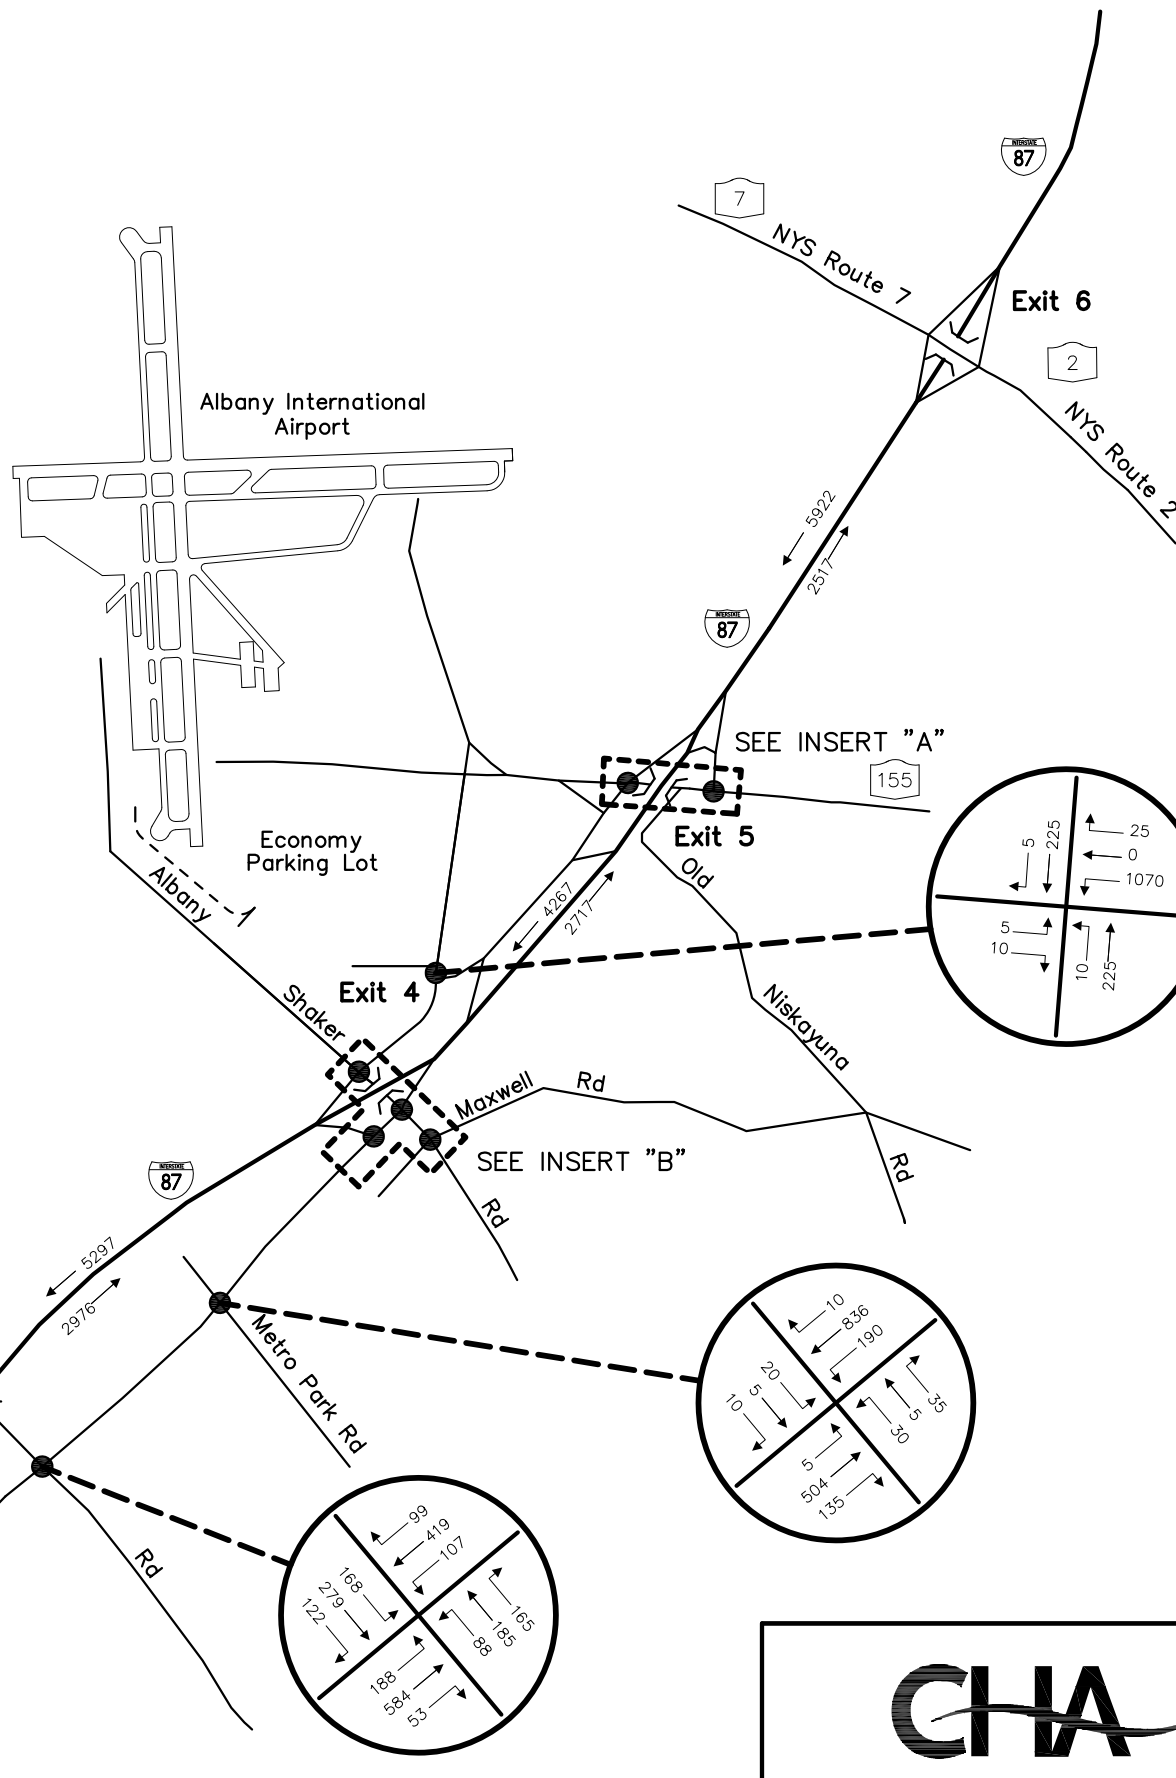 INTERSTATE
87
7
NYS Route 7
Exit 6
2
NYS Route 2
Albany International
Airport
5922
2517
INTERSTATE
87
SEE INSERT "A"
155
Exit 5
Economy
Parking Lot
Albany
Old
4267
2717
5
225
25
0
1070
5
10
10
225
Exit 4
Shaker
Niskayuna
Maxwell
Rd
SEE INSERT "B"
INTERSTATE
87
Rd
Rd
5297
2976
Metro Park Rd
10
836
190
20
5
10
35
5
30
5
504
135
99
419
107
168
279
122
165
185
88
188
584
53
Rd
CHA